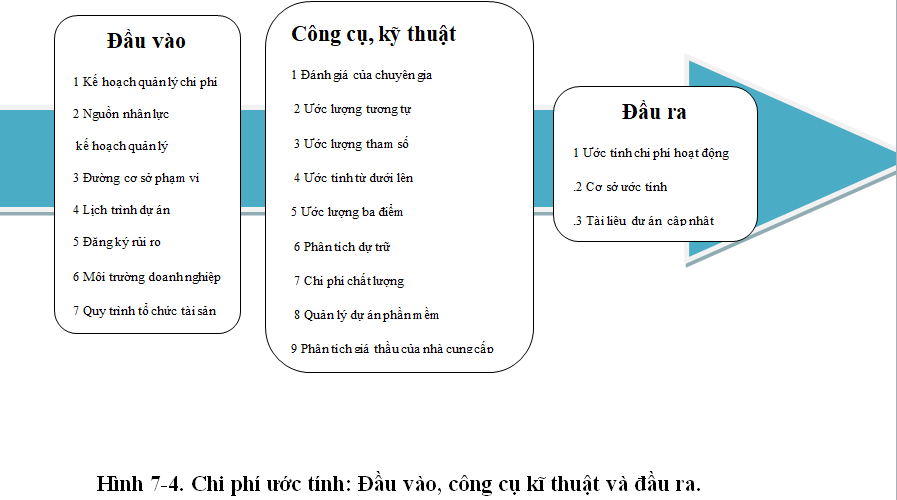 Đầu vào
1 Kế hoạch quản lý chi phí
2 Nguồn nhân lực
kế hoạch quản lý
3 Đường cơ sở phạm vi
4 Lịch trình dự án
5 Đăng ký rủi ro
6 Môi trường doanh nghiệp
7 Quy trình tổ chức tài sản
Công cụ, kỹ thuật
1 Đánh giá của chuyên gia
2 Ước lượng tương tự
3 Ước lượng tham số
4 Ước tính từ dưới lên
5 Ước lượng ba điểm
6 Phân tích dự trữ
7 Chi phí chất lượng
8 Quản lý dự án phần mềm
9 Phân tích giá thầu của nhà cung cấp
Đầu ra
1 Ước tính chi phí hoạt động
.2 Cơ sở ước tính
.3 Tài liệu dự án cập nhật
Hình 7-4. Chi phí ước tính: Đầu vào, công cụ kĩ thuật và đầu ra.